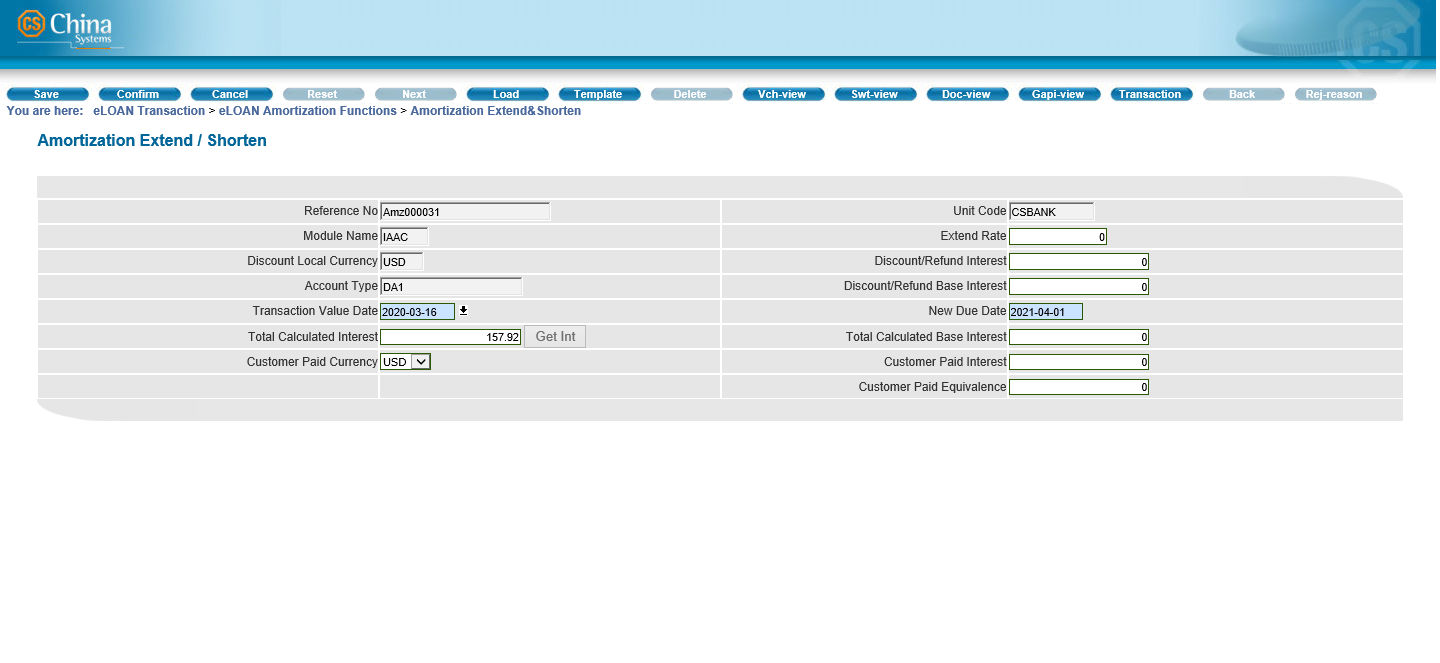 CS China
Systems
CS
Save Confirm Cancel Reset Next Load Template Delete Vch-view Swt-view Doc-view Gapi-view Transaction Back Rej-reason
You are here: eLOAN Transaction > eLOAN Amortization Functions > Amortization Extend&Shorten
Amortization Extend / Shorten
Reference No Amz000031 Unit Code CSBANK
Module Name IAAC Extend Rate 0
Discount Local Currency USD Discount/Refund Interest 0
Account Type DA1 Discount/Refund Base Interest 0
Transaction Value Date 2020-03-16 New Due Date 2021-04-01
Total Calculated Interest 157.92 Get Int Total Calculated Base Interest 0
Customer Paid Currency USD Customer Paid Interest 0
Customer Paid Equivalence 0